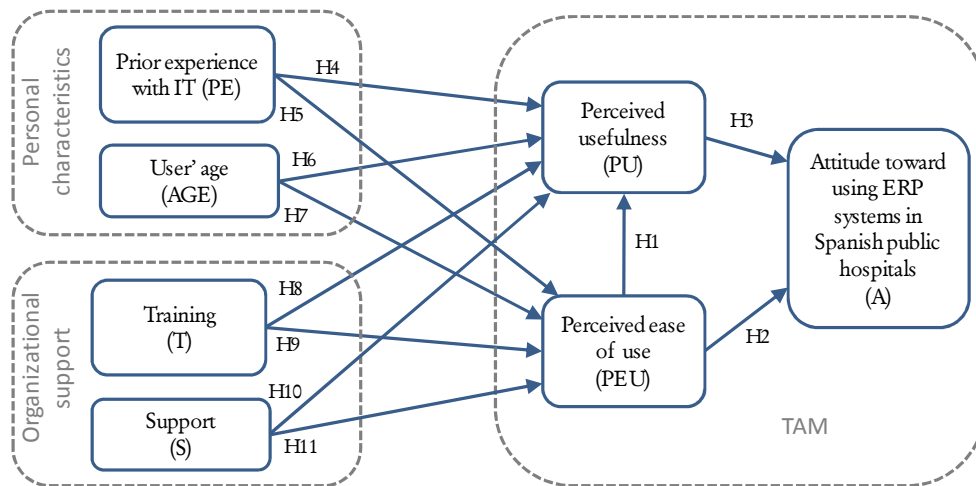 Personal
characteristics
Prior experience
with IT (PE)
User' age
(AGE)
Organizational
support
Training
(T)
Support
(S)
H4
H5
H6
H7
H8
H9
H10
H11
Perceived
usefulness
(PU)
H1
Perceived ease
of use
(PEU)
H3
H2
Attitude toward
using ERP
systems in
Spanish public
hospitals
(A)
TAM